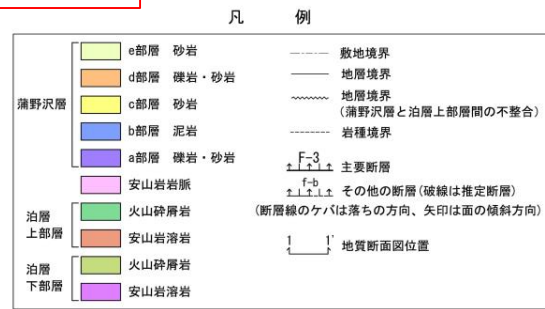 凡 例
蒲野沢層
e部層 砂岩
d部層 礫岩・砂岩
c部層 砂岩
b部層 泥岩
a部層 礫岩・砂岩
安山岩岩脈
泊層
上部層
火山砕屑岩
安山岩溶岩
泊層
下部層
火山砕屑岩
安山岩溶岩
敷地境界
地層境界
地層境界
(蒲野沢層と泊層上部層間の不整合)
岩種境界
F-3 主要断層
f-b その他の断層(破線は推定断層)
(断層線のケバは落ちの方向、矢印は面の傾斜方向)
1 1' 地質断面図位置